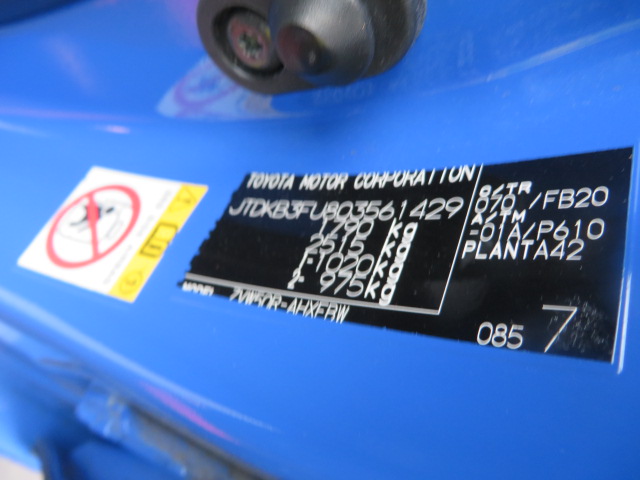 TOYOTA MOTOR CORPORATION
JTDKB3FU803561429
1790 KG
2515 KG
1-1020 KG
2- 975 KG
MODEL ZVW50R-AHXEBW
C/TR
070 /FB20
A/TM
-01A/P610
PLANTA42
085 7